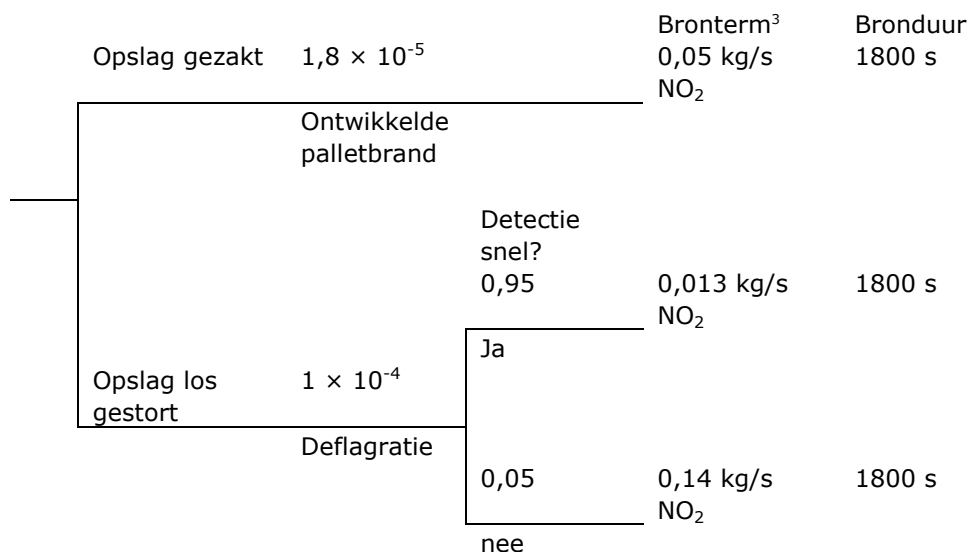 Bronterm³ Bronduur
Opslag gezakt 1,8 × 10⁻⁵ 0,05 kg/s 1800 s
NO₂
Ontwikkelde
palletbrand
Detectie
snel?
0,95 0,013 kg/s 1800 s
NO₂
Ja
Opslag los 1 × 10⁻⁴
gestort
Deflagratie
0,05 0,14 kg/s 1800 s
NO₂
nee